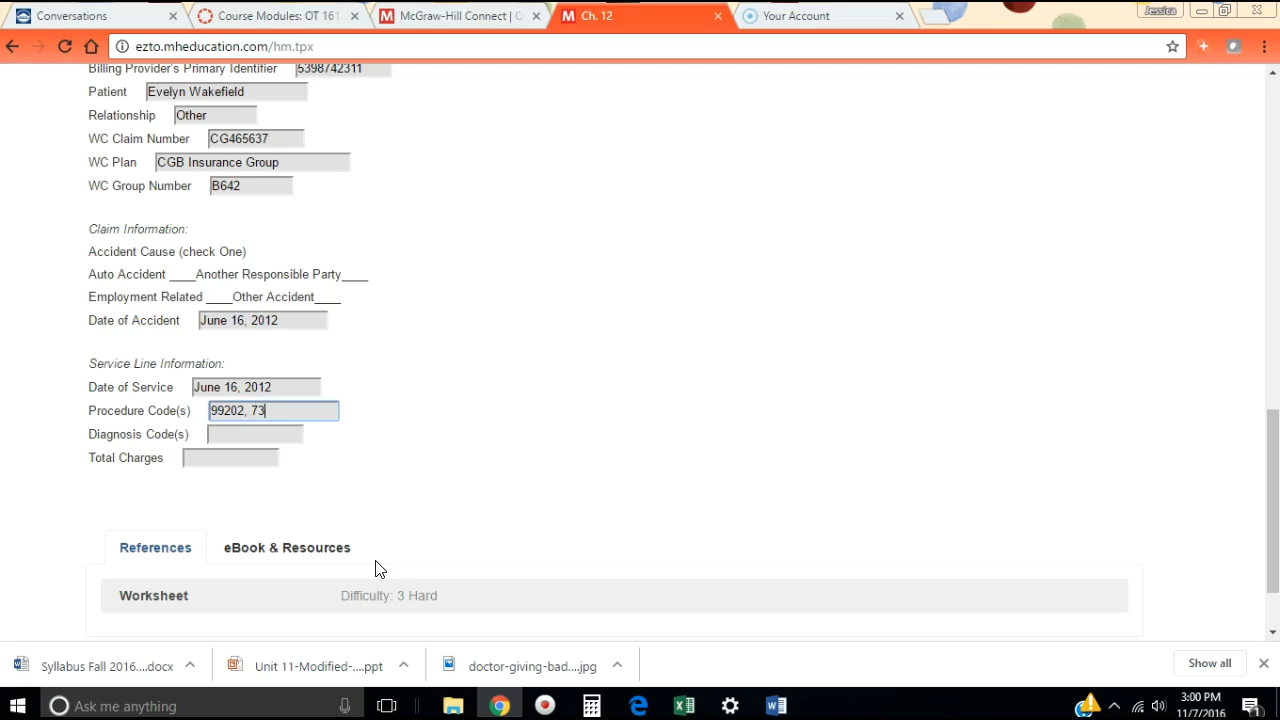 Conversations
Course Modules: OT 161
McGraw-Hill Connect |
Ch. 12
Your Account
Jessica
ezto.mheducation.com/hm.tpx
Billing Provider's Primary Identifier 5398742311
Patient Evelyn Wakefield
Relationship Other
WC Claim Number CG465637
WC Plan CGB Insurance Group
WC Group Number B642
Claim Information:
Accident Cause (check One)
Auto Accident ____Another Responsible Party____
Employment Related ____Other Accident____
Date of Accident June 16, 2012
Service Line Information:
Date of Service June 16, 2012
Procedure Code(s) 99202, 73
Diagnosis Code(s)
Total Charges
References
eBook & Resources
Worksheet Difficulty: 3 Hard
Syllabus Fall 2016....docx
Unit 11-Modified-....ppt
doctor-giving-bad....jpg
Show all
Ask me anything
3:00 PM
11/7/2016